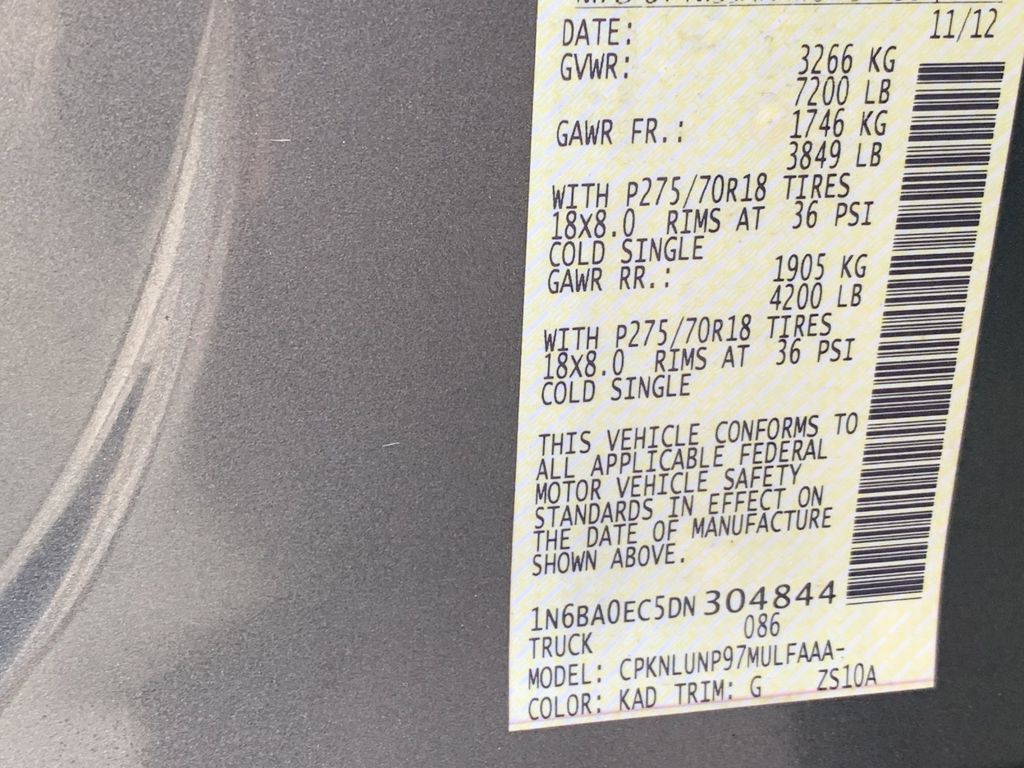 DATE: 11/12
GVWR: 3266 KG
7200 LB
GAWR FR.: 1746 KG
3849 LB
WITH P275/70R18 TIRES
18X8.0 RIMS AT 36 PSI
COLD SINGLE
GAWR RR.: 1905 KG
4200 LB
WITH P275/70R18 TIRES
18X8.0 RIMS AT 36 PSI
COLD SINGLE
THIS VEHICLE CONFORMS TO
ALL APPLICABLE FEDERAL
MOTOR VEHICLE SAFETY
STANDARDS IN EFFECT ON
THE DATE OF MANUFACTURE
SHOWN ABOVE.
1N6BA0EC5DN304844
TRUCK 086
MODEL: CPKNLUNP97MULFAAA-
COLOR: KAD TRIM: G ZS10A